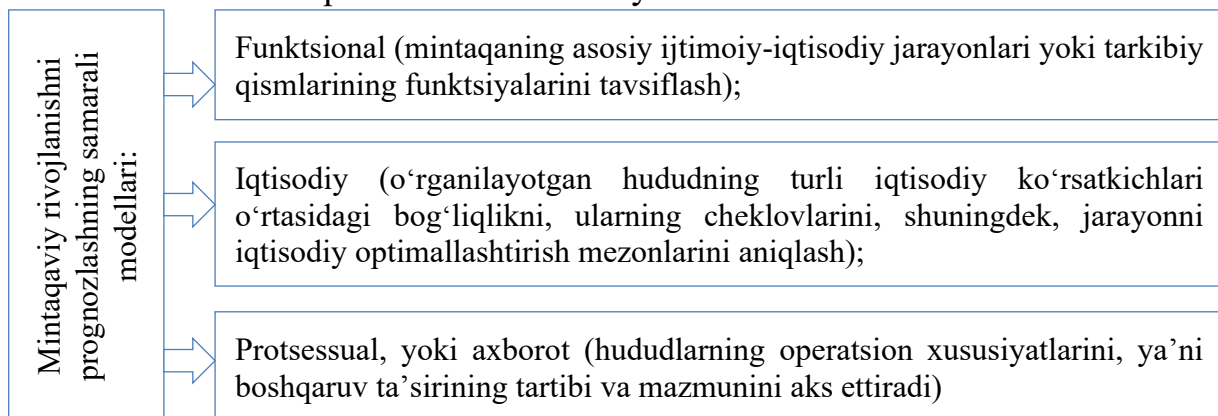 Mintaqaviy rivojlanishni
prognozlashning samarali
modellari:
Funktsional (mintaqaning asosiy ijtimoiy-iqtisodiy jarayonlari yoki tarkibiy
qismlarining funktsiyalarini tavsiflash);
Iqtisodiy (o‘rganilayotgan hududning turli iqtisodiy ko‘rsatkichlari
o‘rtasidagi bog‘liqlikni, ularning cheklovlarini, shuningdek, jarayonni
iqtisodiy optimallashtirish mezonlarini aniqlash);
Protsessual, yoki axborot (hududlarning operatsion xususiyatlarini, ya’ni
boshqaruv ta’sirining tartibi va mazmunini aks ettiradi)